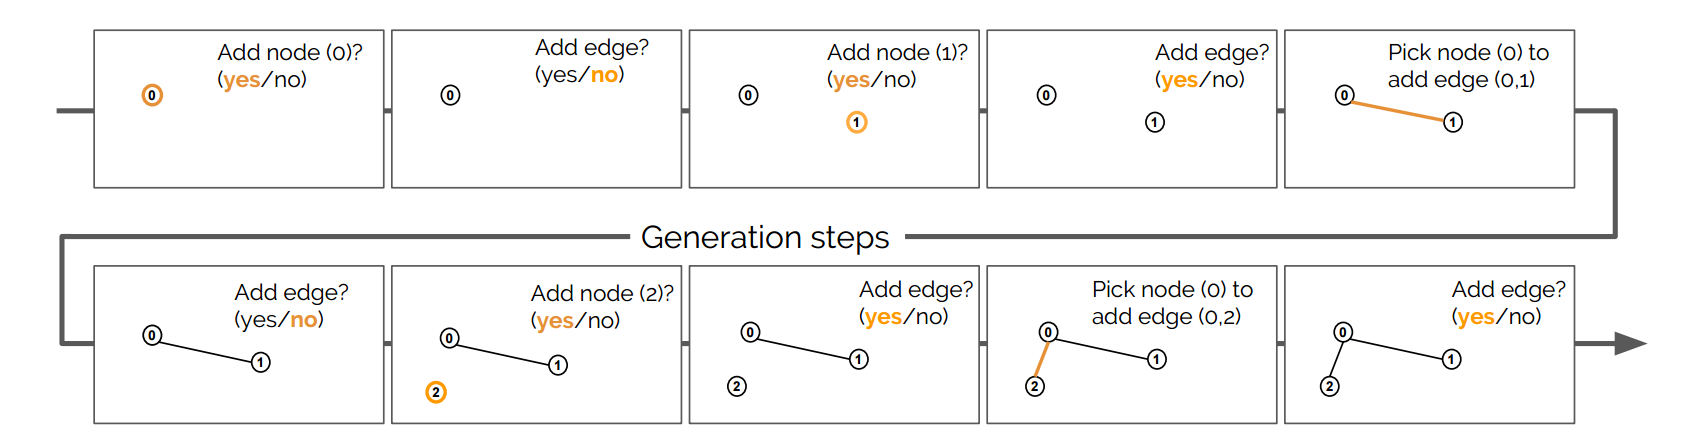 Add node (0)?
(yes/no)
0
Add edge?
(yes/no)
0
Add node (1)?
(yes/no)
0
1
Add edge?
(yes/no)
0
1
Pick node (0) to
add edge (0,1)
0
1
Generation steps
Add edge?
(yes/no)
0
1
Add node (2)?
(yes/no)
0
1
2
Add edge?
(yes/no)
0
1
2
Pick node (0) to
add edge (0,2)
0
1
2
Add edge?
(yes/no)
0
1
2